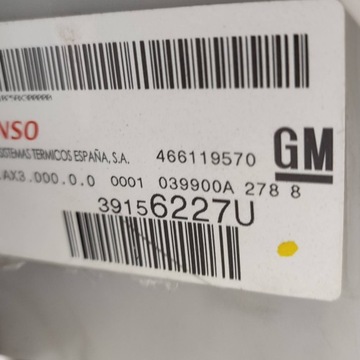 NSO
SISTEMAS TERMICOS ESPAÑA, S.A. 466119570
GM
AX3.000.0.0 0001 039900A 278 8
39156227U